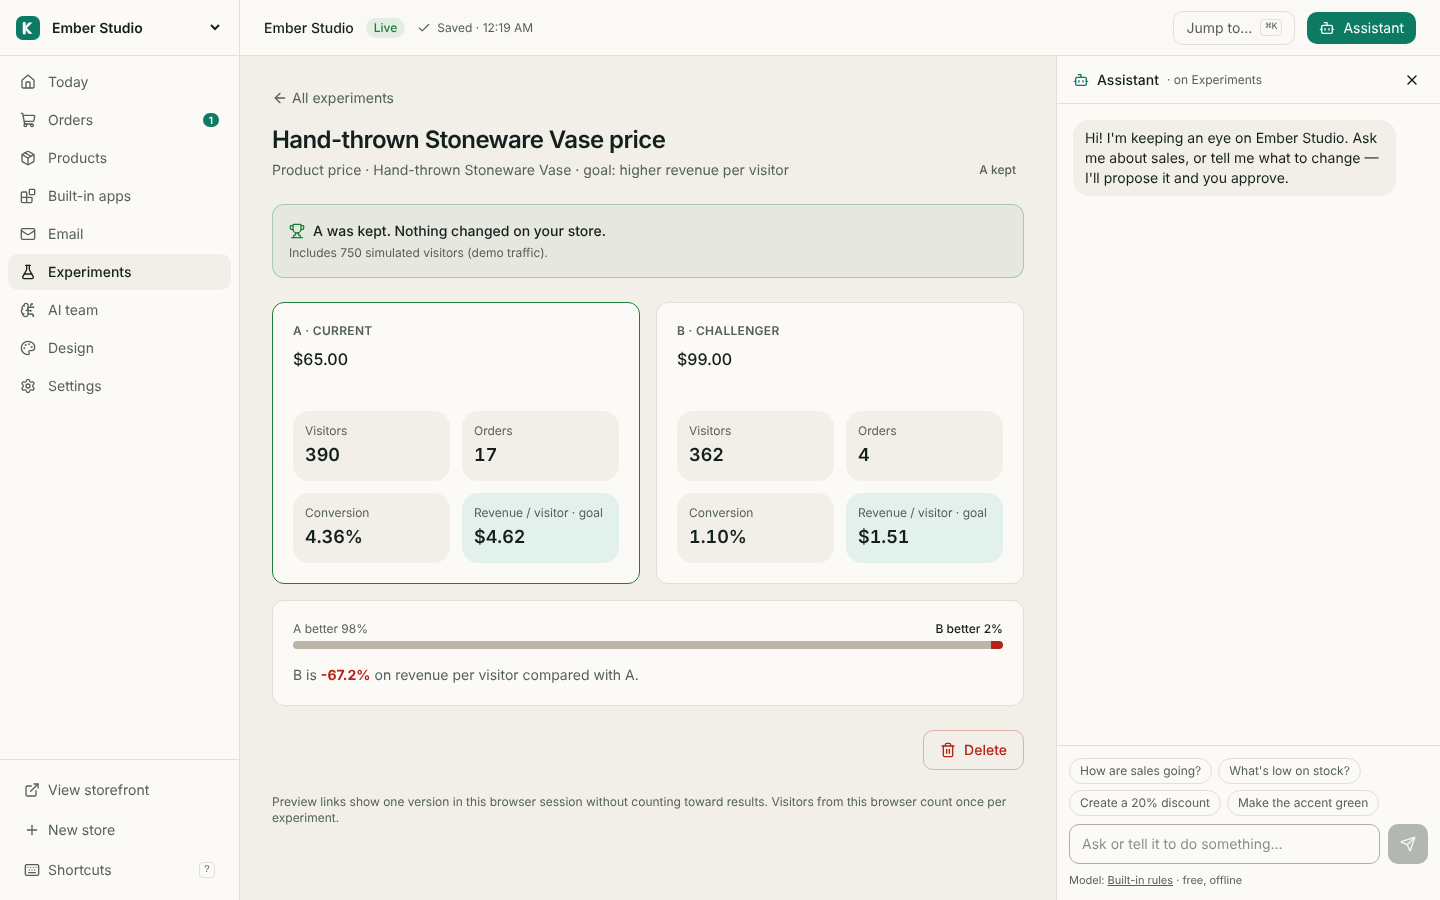 Ember Studio
Today
Orders
1
Products
Built-in apps
Email
Experiments
AI team
Design
Settings
View storefront
New store
Shortcuts
?
Ember Studio
Live
Saved · 12:19 AM
Jump to...
⌘K
Assistant
All experiments
Hand-thrown Stoneware Vase price
Product price · Hand-thrown Stoneware Vase · goal: higher revenue per visitor
A kept
A was kept. Nothing changed on your store.
Includes 750 simulated visitors (demo traffic).
A · CURRENT
$65.00
Visitors
390
Orders
17
Conversion
4.36%
Revenue / visitor · goal
$4.62
B · CHALLENGER
$99.00
Visitors
362
Orders
4
Conversion
1.10%
Revenue / visitor · goal
$1.51
A better 98%
B better 2%
B is -67.2% on revenue per visitor compared with A.
Delete
Preview links show one version in this browser session without counting toward results. Visitors from this browser count once per
experiment.
Assistant · on Experiments
Hi! I'm keeping an eye on Ember Studio. Ask
me about sales, or tell me what to change —
I'll propose it and you approve.
How are sales going?
What's low on stock?
Create a 20% discount
Make the accent green
Ask or tell it to do something...
Model: Built-in rules · free, offline